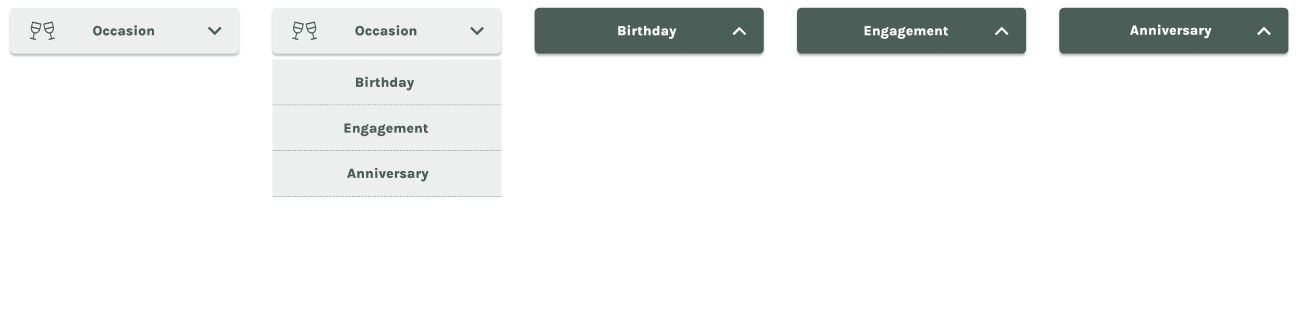 Occasion
Occasion
Birthday
Engagement
Anniversary
Birthday
Engagement
Anniversary